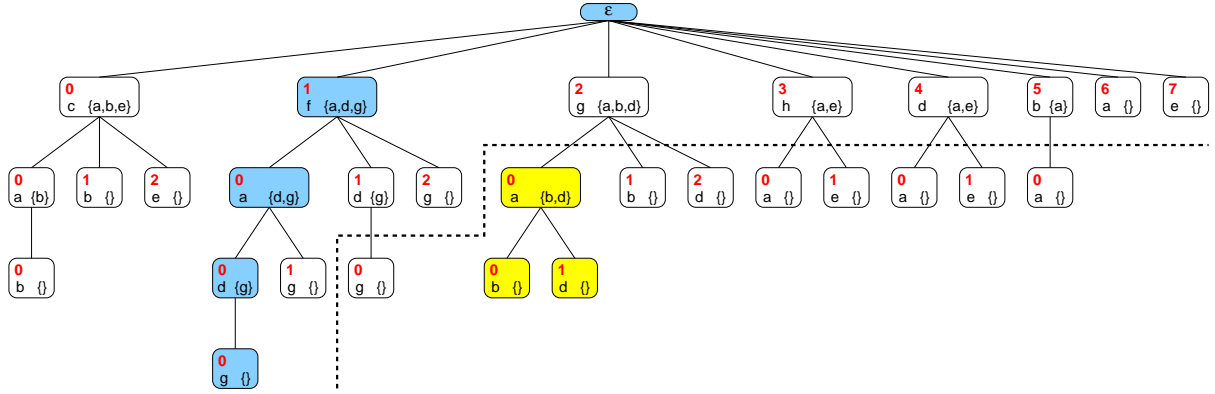 ε
0 1 2 3 4 5 6 7
c {a,b,e} f {a,d,g} g {a,b,d} h {a,e} d {a,e} b {a} a {} e {}
0 1 2 0 1 2 0 1 2 0 1 0 1 0
a {b} b {} e {} a {d,g} d {g} g {} a {b,d} b {} d {} a {} e {} a {} e {} a {}
0 0 1 0 0 1
b {} d {g} g {} g {} b {} d {}
0
g {}